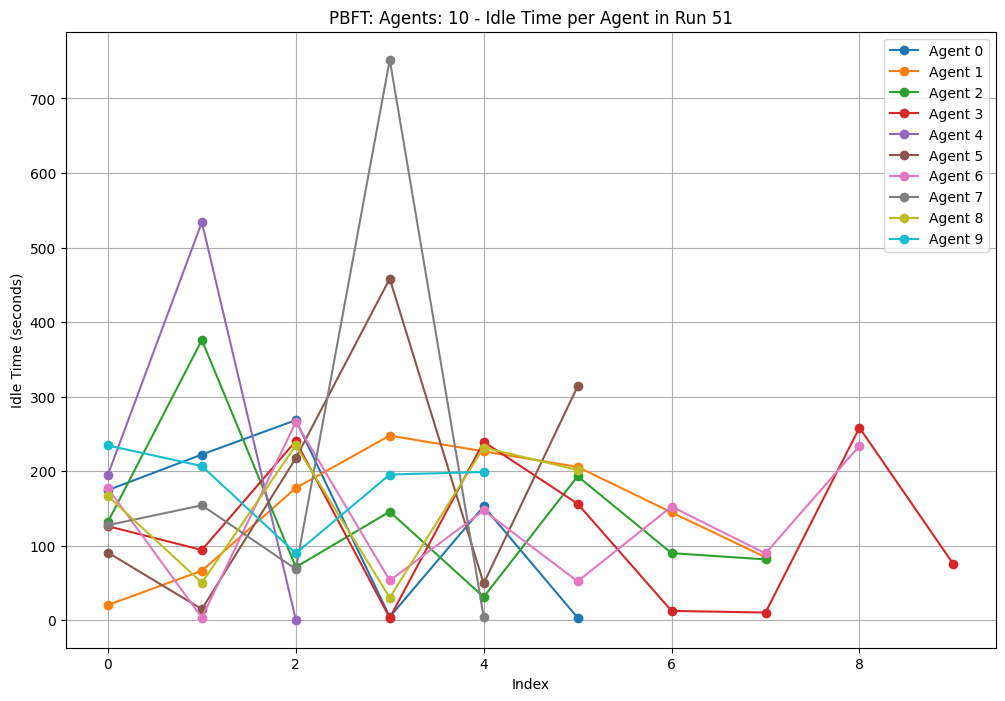 PBFT: Agents: 10 - Idle Time per Agent in Run 51
Agent 0
Agent 1
Agent 2
Agent 3
Agent 4
Agent 5
Agent 6
Agent 7
Agent 8
Agent 9
Idle Time (seconds)
700
600
500
400
300
200
100
0
0
2
4
6
8
Index